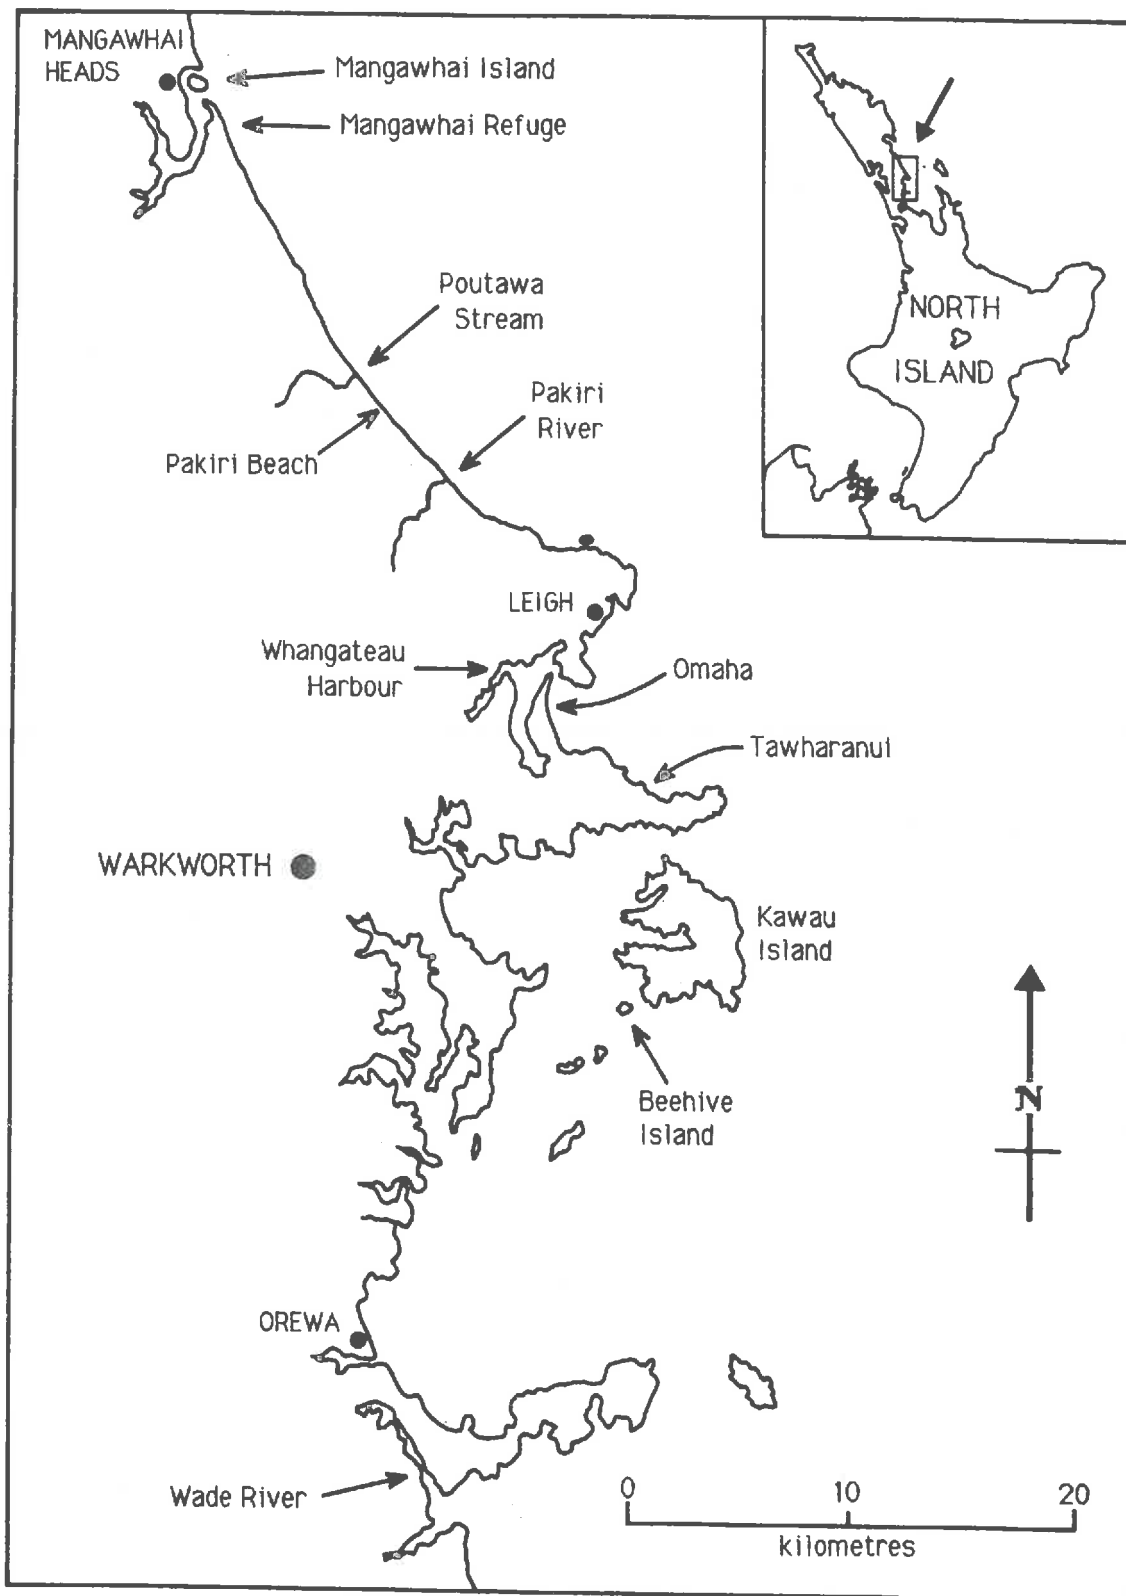 MANGAWHAI
HEADS
Mangawhai Island
Mangawhai Refuge
Poutawa
Stream
Pakiri
River
Pakiri Beach
NORTH
ISLAND
LEIGH
Whangateau
Harbour
Omaha
Tawharanui
WARKWORTH
Kawau
Island
Beehive
Island
N
OREWA
Wade River
0 10 20
kilometres